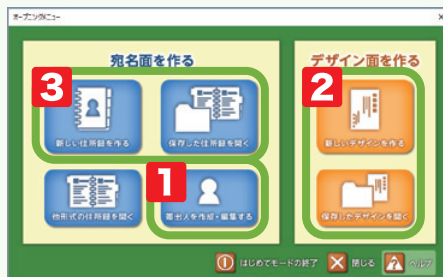 オープニングメニュー
宛名面を作る
デザイン面を作る
3
新しい住所録を作る
保存した住所録を開く
2
新しいデザインを作る
他形式の住所録を開く
1
差出人を作成・編集する
保存したデザインを開く
はじめてモードの終了
閉じる
ヘルプ